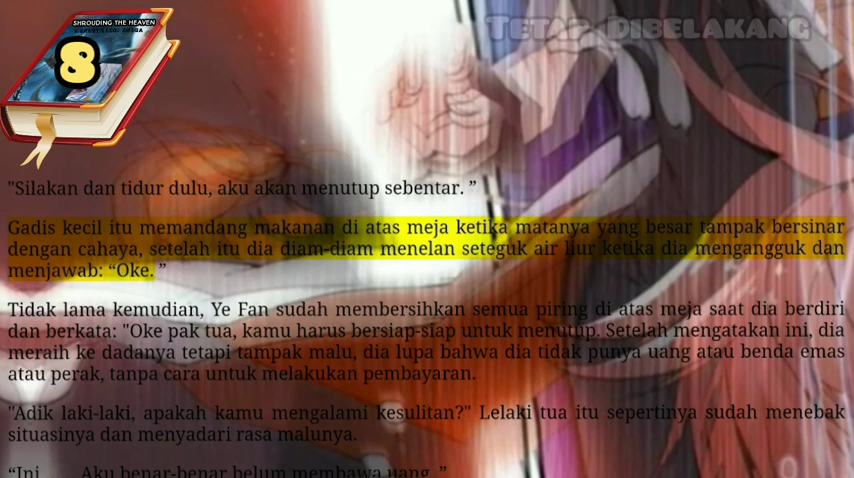 Tetap Dibelakang
SHROUDING THE HEAVEN
8
"Silakan dan tidur dulu, aku akan menutup sebentar. ”
Gadis kecil itu memandang makanan di atas meja ketika matanya yang besar tampak bersinar
dengan cahaya, setelah itu dia diam-diam menelan seteguk air liur ketika dia mengangguk dan
menjawab: “Oke. ”
Tidak lama kemudian, Ye Fan sudah membersihkan semua piring di atas meja saat dia berdiri
dan berkata: "Oke pak tua, kamu harus bersiap-siap untuk menutup. Setelah mengatakan ini, dia
meraih ke dadanya tetapi tampak malu, dia lupa bahwa dia tidak punya uang atau benda emas
atau perak, tanpa cara untuk melakukan pembayaran.
"Adik laki-laki, apakah kamu mengalami kesulitan?" Lelaki tua itu sepertinya sudah menebak
situasinya dan menyadari rasa malunya.
“Ini Aku benar-benar belum membawa uang. ”